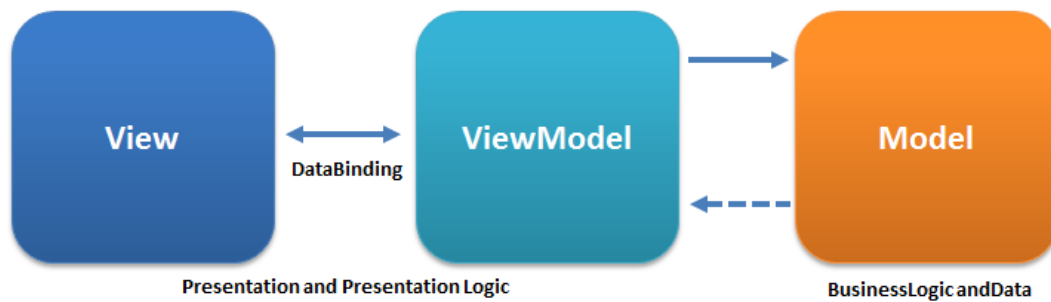 View
ViewModel
Model
DataBinding
Presentation and Presentation Logic
BusinessLogic andData